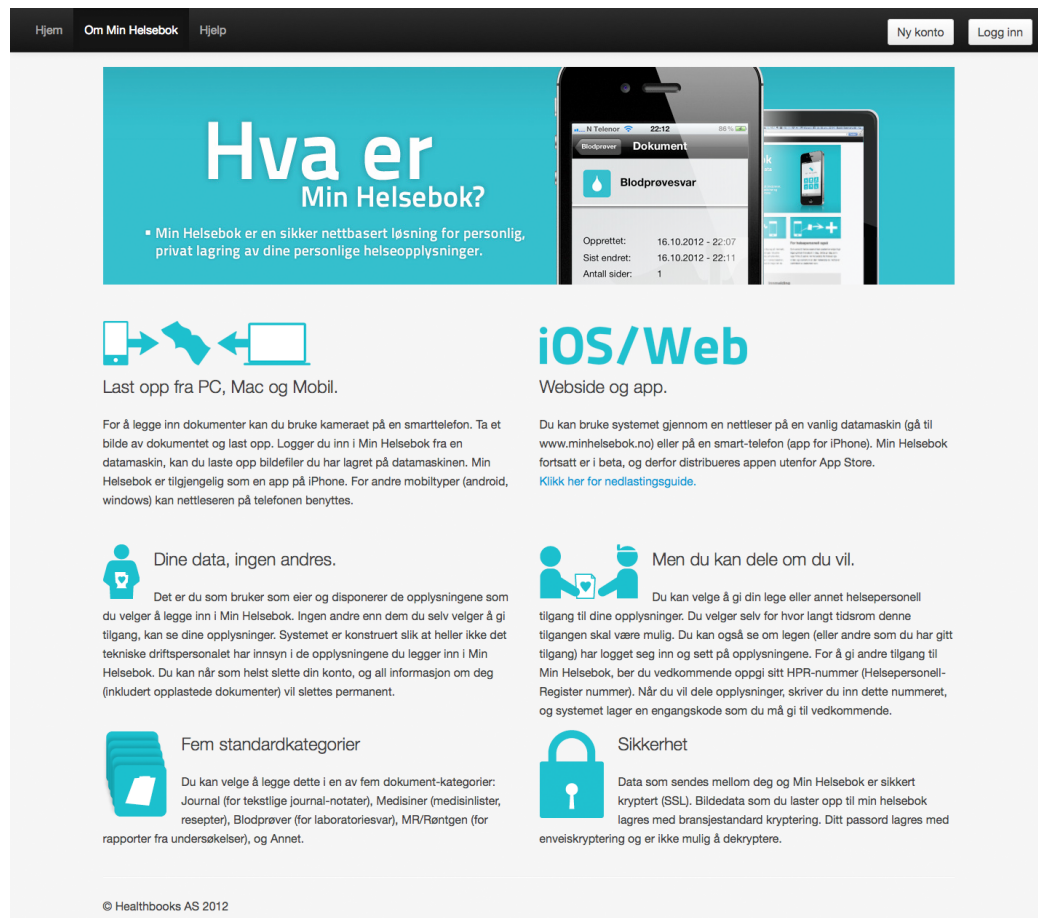 Hjem Om Min Helsebok Hjelp Ny konto Logg inn
Hva er
Min Helsebok?
▪ Min Helsebok er en sikker nettbasert løsning for personlig,
privat lagring av dine personlige helseopplysninger.
N Telenor 22:12 86 %
Blodprøver Dokument
Blodprøvesvar
Opprettet: 16.10.2012 - 22:07
Sist endret: 16.10.2012 - 22:11
Antall sider: 1
Last opp fra PC, Mac og Mobil.
For å legge inn dokumenter kan du bruke kameraet på en smarttelefon. Ta et
bilde av dokumentet og last opp. Logger du inn i Min Helsebok fra en
datamaskin, kan du laste opp bildefiler du har lagret på datamaskinen. Min
Helsebok er tilgjengelig som en app på iPhone. For andre mobiltyper (android,
windows) kan nettleseren på telefonen benyttes.
iOS/Web
Webside og app.
Du kan bruke systemet gjennom en nettleser på en vanlig datamaskin (gå til
www.minhelsebok.no) eller på en smart-telefon (app for iPhone). Min Helsebok
fortsatt er i beta, og derfor distribueres appen utenfor App Store.
Klikk her for nedlastingsguide.
Dine data, ingen andres.
Det er du som bruker som eier og disponerer de opplysningene som
du velger å legge inn i Min Helsebok. Ingen andre enn dem du selv velger å gi
tilgang, kan se dine opplysninger. Systemet er konstruert slik at heller ikke det
tekniske driftspersonalet har innsyn i de opplysningene du legger inn i Min
Helsebok. Du kan når som helst slette din konto, og all informasjon om deg
(inkludert opplastede dokumenter) vil slettes permanent.
Men du kan dele om du vil.
Du kan velge å gi din lege eller annet helsepersonell
tilgang til dine opplysninger. Du velger selv for hvor langt tidsrom denne
tilgangen skal være mulig. Du kan også se om legen (eller andre som du har gitt
tilgang) har logget seg inn og sett på opplysningene. For å gi andre tilgang til
Min Helsebok, ber du vedkommende oppgi sitt HPR-nummer (Helsepersonell-
Register nummer). Når du vil dele opplysninger, skriver du inn dette nummeret,
og systemet lager en engangskode som du må gi til vedkommende.
Fem standardkategorier
Du kan velge å legge dette i en av fem dokument-kategorier:
Journal (for tekstlige journal-notater), Medisiner (medisinlister,
resepter), Blodprøver (for laboratoriesvar), MR/Røntgen (for
rapporter fra undersøkelser), og Annet.
Sikkerhet
Data som sendes mellom deg og Min Helsebok er sikkert
kryptert (SSL). Bildedata som du laster opp til min helsebok
lagres med bransjestandard kryptering. Ditt passord lagres med
enveiskryptering og er ikke mulig å dekryptere.
© Healthbooks AS 2012